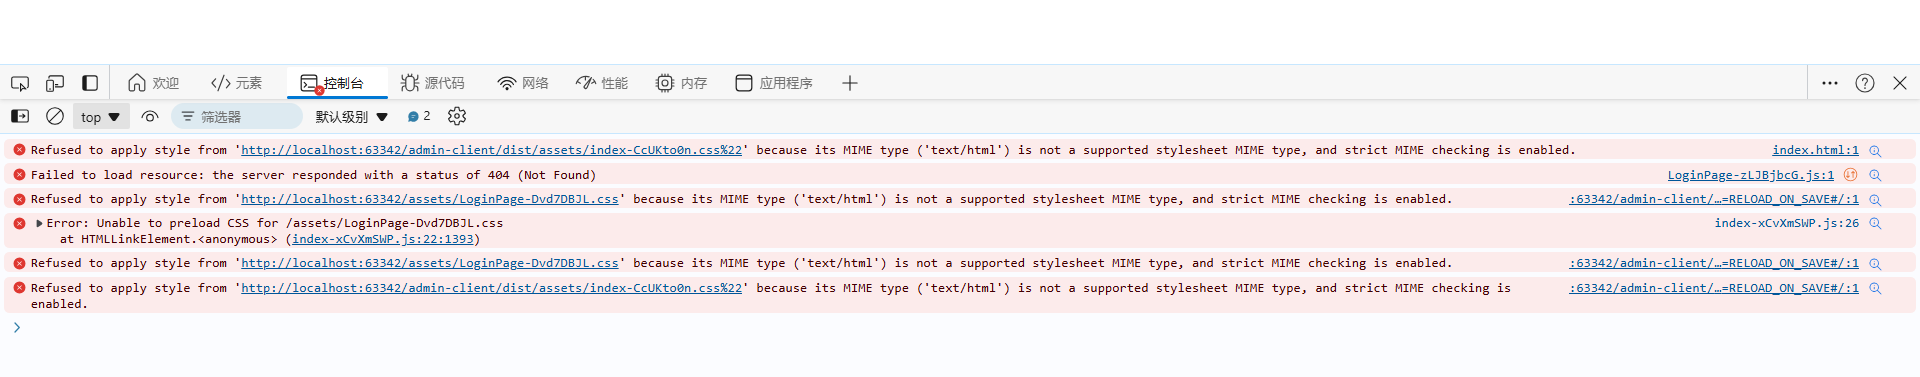 欢迎 元素 控制台 源代码 网络 性能 内存 应用程序
top 筛选器 默认级别 2
Refused to apply style from 'http://localhost:63342/admin-client/dist/assets/index-CcUKto0n.css%22' because its MIME type ('text/html') is not a supported stylesheet MIME type, and strict MIME checking is enabled. index.html:1
Failed to load resource: the server responded with a status of 404 (Not Found) LoginPage-zLJBjbcG.js:1
Refused to apply style from 'http://localhost:63342/assets/LoginPage-Dvd7DBJL.css' because its MIME type ('text/html') is not a supported stylesheet MIME type, and strict MIME checking is enabled. :63342/admin-client/…=RELOAD_ON_SAVE#/:1
Error: Unable to preload CSS for /assets/LoginPage-Dvd7DBJL.css index-xCvXmSWP.js:26
at HTMLLinkElement.<anonymous> (index-xCvXmSWP.js:22:1393)
Refused to apply style from 'http://localhost:63342/assets/LoginPage-Dvd7DBJL.css' because its MIME type ('text/html') is not a supported stylesheet MIME type, and strict MIME checking is enabled. :63342/admin-client/…=RELOAD_ON_SAVE#/:1
Refused to apply style from 'http://localhost:63342/admin-client/dist/assets/index-CcUKto0n.css%22' because its MIME type ('text/html') is not a supported stylesheet MIME type, and strict MIME checking is :63342/admin-client/…=RELOAD_ON_SAVE#/:1
enabled.